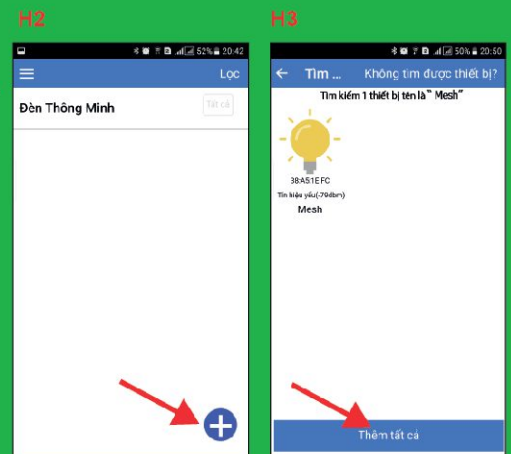 H2
52% 20:42
Lọc
Đèn Thông Minh
Tất cả
H3
50% 20:50
Tìm ... Không tìm được thiết bị?
Tìm kiếm 1 thiết bị tên là " Mesh"
38:A5:1E:FC
Tín hiệu yếu(-79dbm)
Mesh
Thêm tất cả